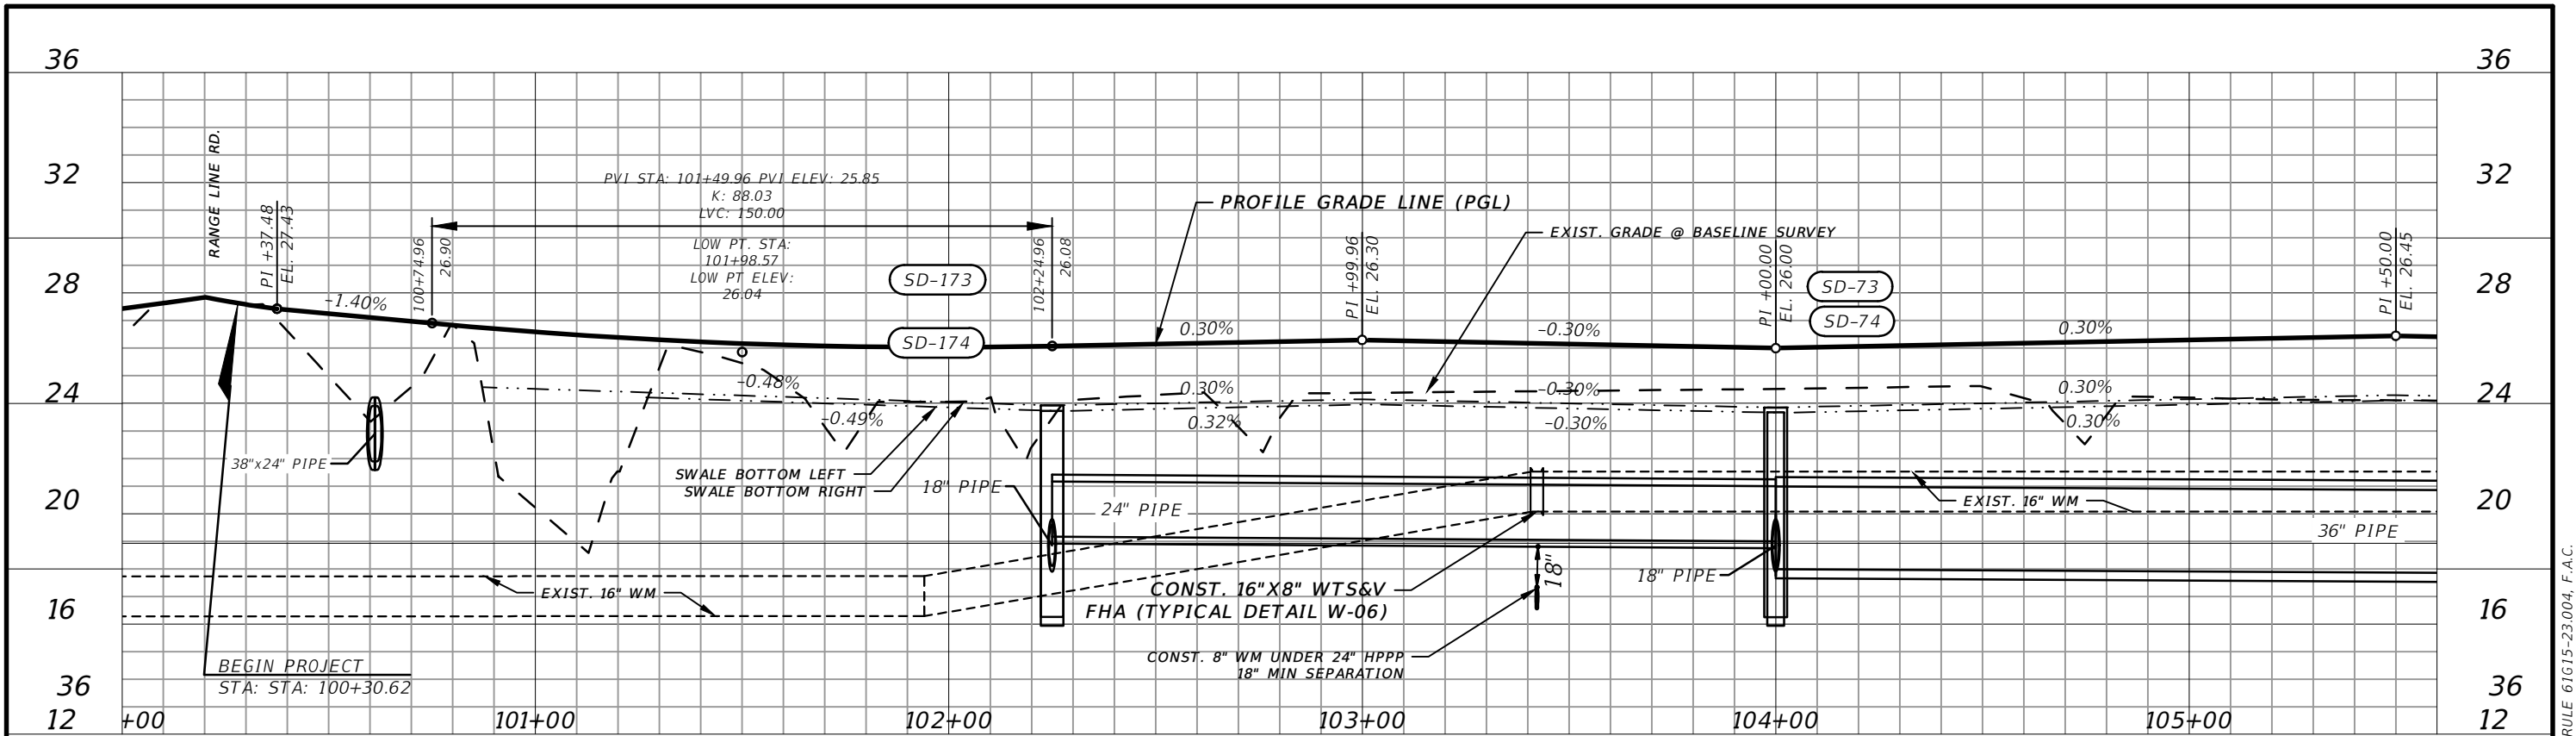 36
36
32
32
28
28
24
24
20
20
16
16
36
36
12
12
RANGE LINE RD.
PI +37.48
EL. 27.43
-1.40%
100+74.96
26.90
PVI STA: 101+49.96 PVI ELEV: 25.85
K: 88.03
LVC: 150.00
LOW PT. STA:
101+98.57
LOW PT ELEV:
26.04
SD-173
SD-174
102+24.96
26.08
PROFILE GRADE LINE (PGL)
0.30%
PI +99.96
EL. 26.30
EXIST. GRADE @ BASELINE SURVEY
-0.30%
PI +00.00
EL. 26.00
SD-73
SD-74
0.30%
PI +50.00
EL. 26.45
-0.48%
-0.49%
0.30%
0.32%
-0.30%
-0.30%
0.30%
0.30%
38"x24" PIPE
SWALE BOTTOM LEFT
SWALE BOTTOM RIGHT
18" PIPE
24" PIPE
EXIST. 16" WM
36" PIPE
EXIST. 16" WM
CONST. 16"X8" WTS&V
FHA (TYPICAL DETAIL W-06)
18"
18" PIPE
CONST. 8" WM UNDER 24" HPPP
18" MIN SEPARATION
BEGIN PROJECT
STA: STA: 100+30.62
+00
101+00
102+00
103+00
104+00
105+00
RULE 61G15-23.004, F.A.C.